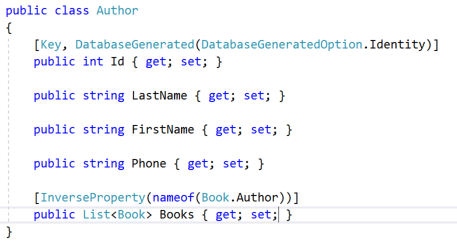 public class Author
{
[Key, DatabaseGenerated(DatabaseGeneratedOption.Identity)]
public int Id { get; set; }
public string LastName { get; set; }
public string FirstName { get; set; }
public string Phone { get; set; }
[InverseProperty(nameof(Book.Author))]
public List<Book> Books { get; set; }
}